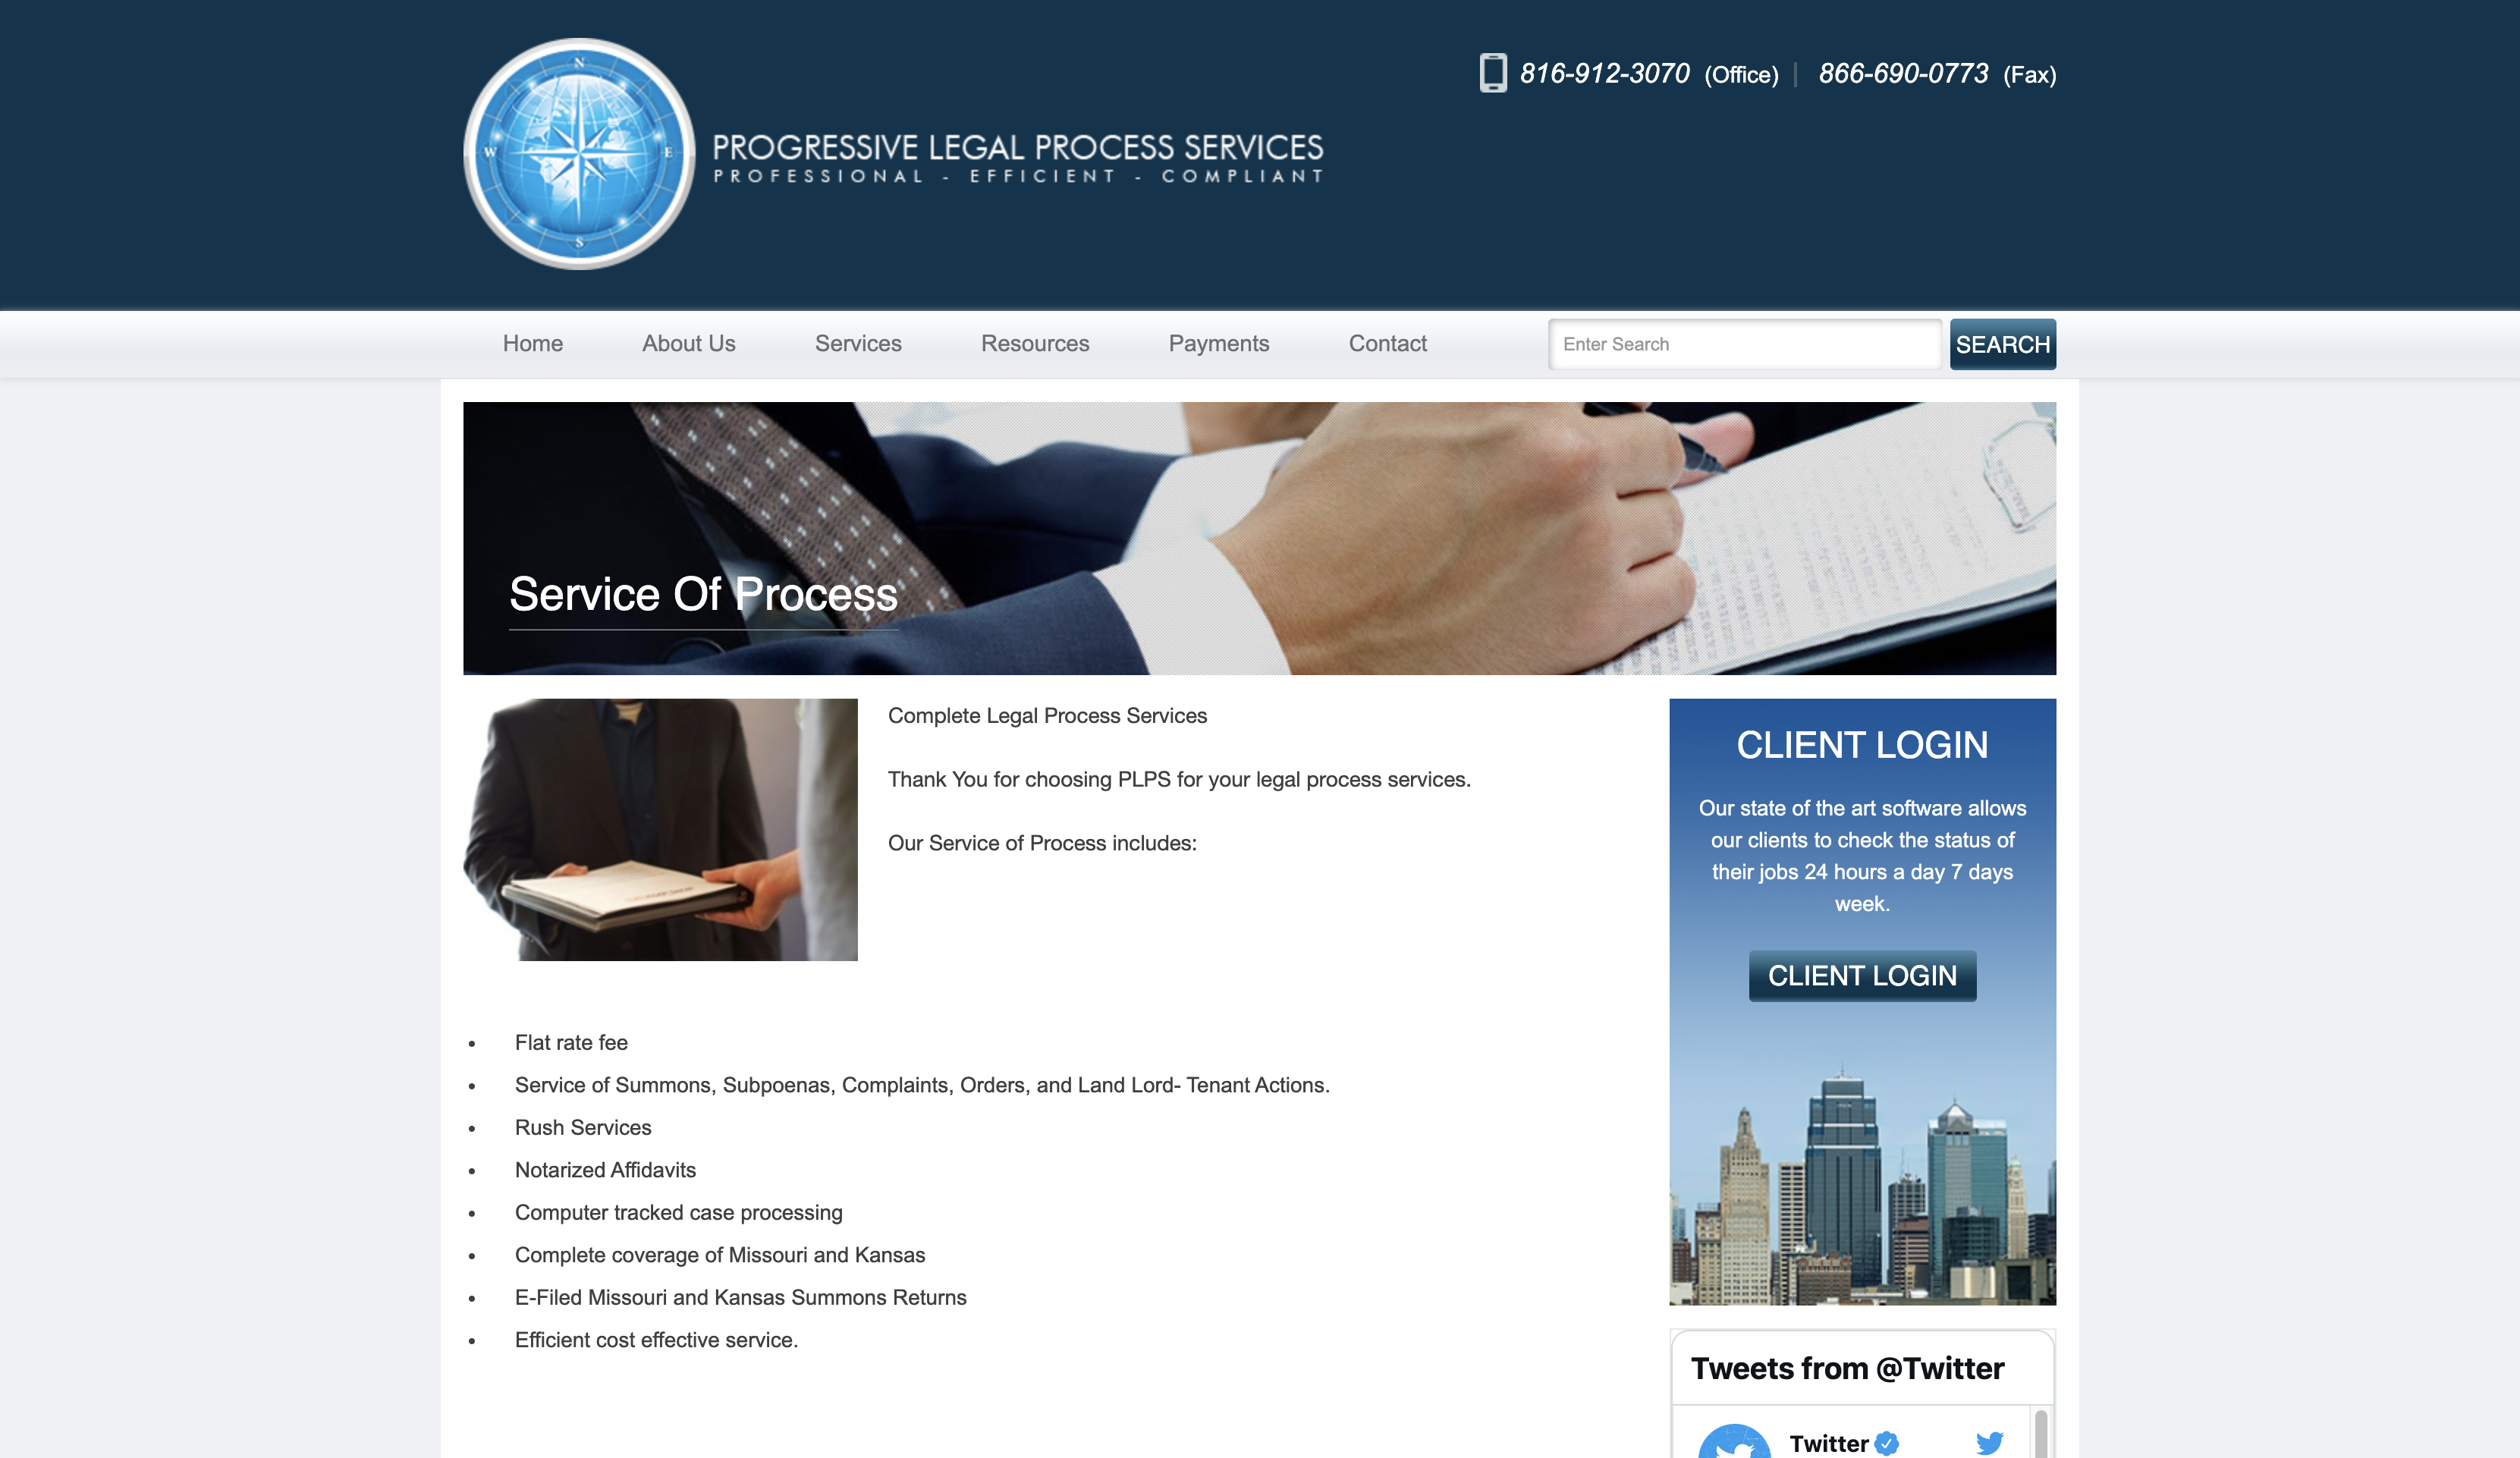 N
W
E
S
PROGRESSIVE LEGAL PROCESS SERVICES
PROFESSIONAL - EFFICIENT - COMPLIANT
816-912-3070 (Office) | 866-690-0773 (Fax)
Home
About Us
Services
Resources
Payments
Contact
Enter Search
SEARCH
Service Of Process
Complete Legal Process Services
Thank You for choosing PLPS for your legal process services.
Our Service of Process includes:
• Flat rate fee
• Service of Summons, Subpoenas, Complaints, Orders, and Land Lord- Tenant Actions.
• Rush Services
• Notarized Affidavits
• Computer tracked case processing
• Complete coverage of Missouri and Kansas
• E-Filed Missouri and Kansas Summons Returns
• Efficient cost effective service.
CLIENT LOGIN
Our state of the art software allows
our clients to check the status of
their jobs 24 hours a day 7 days
week.
CLIENT LOGIN
Tweets from @Twitter
Twitter